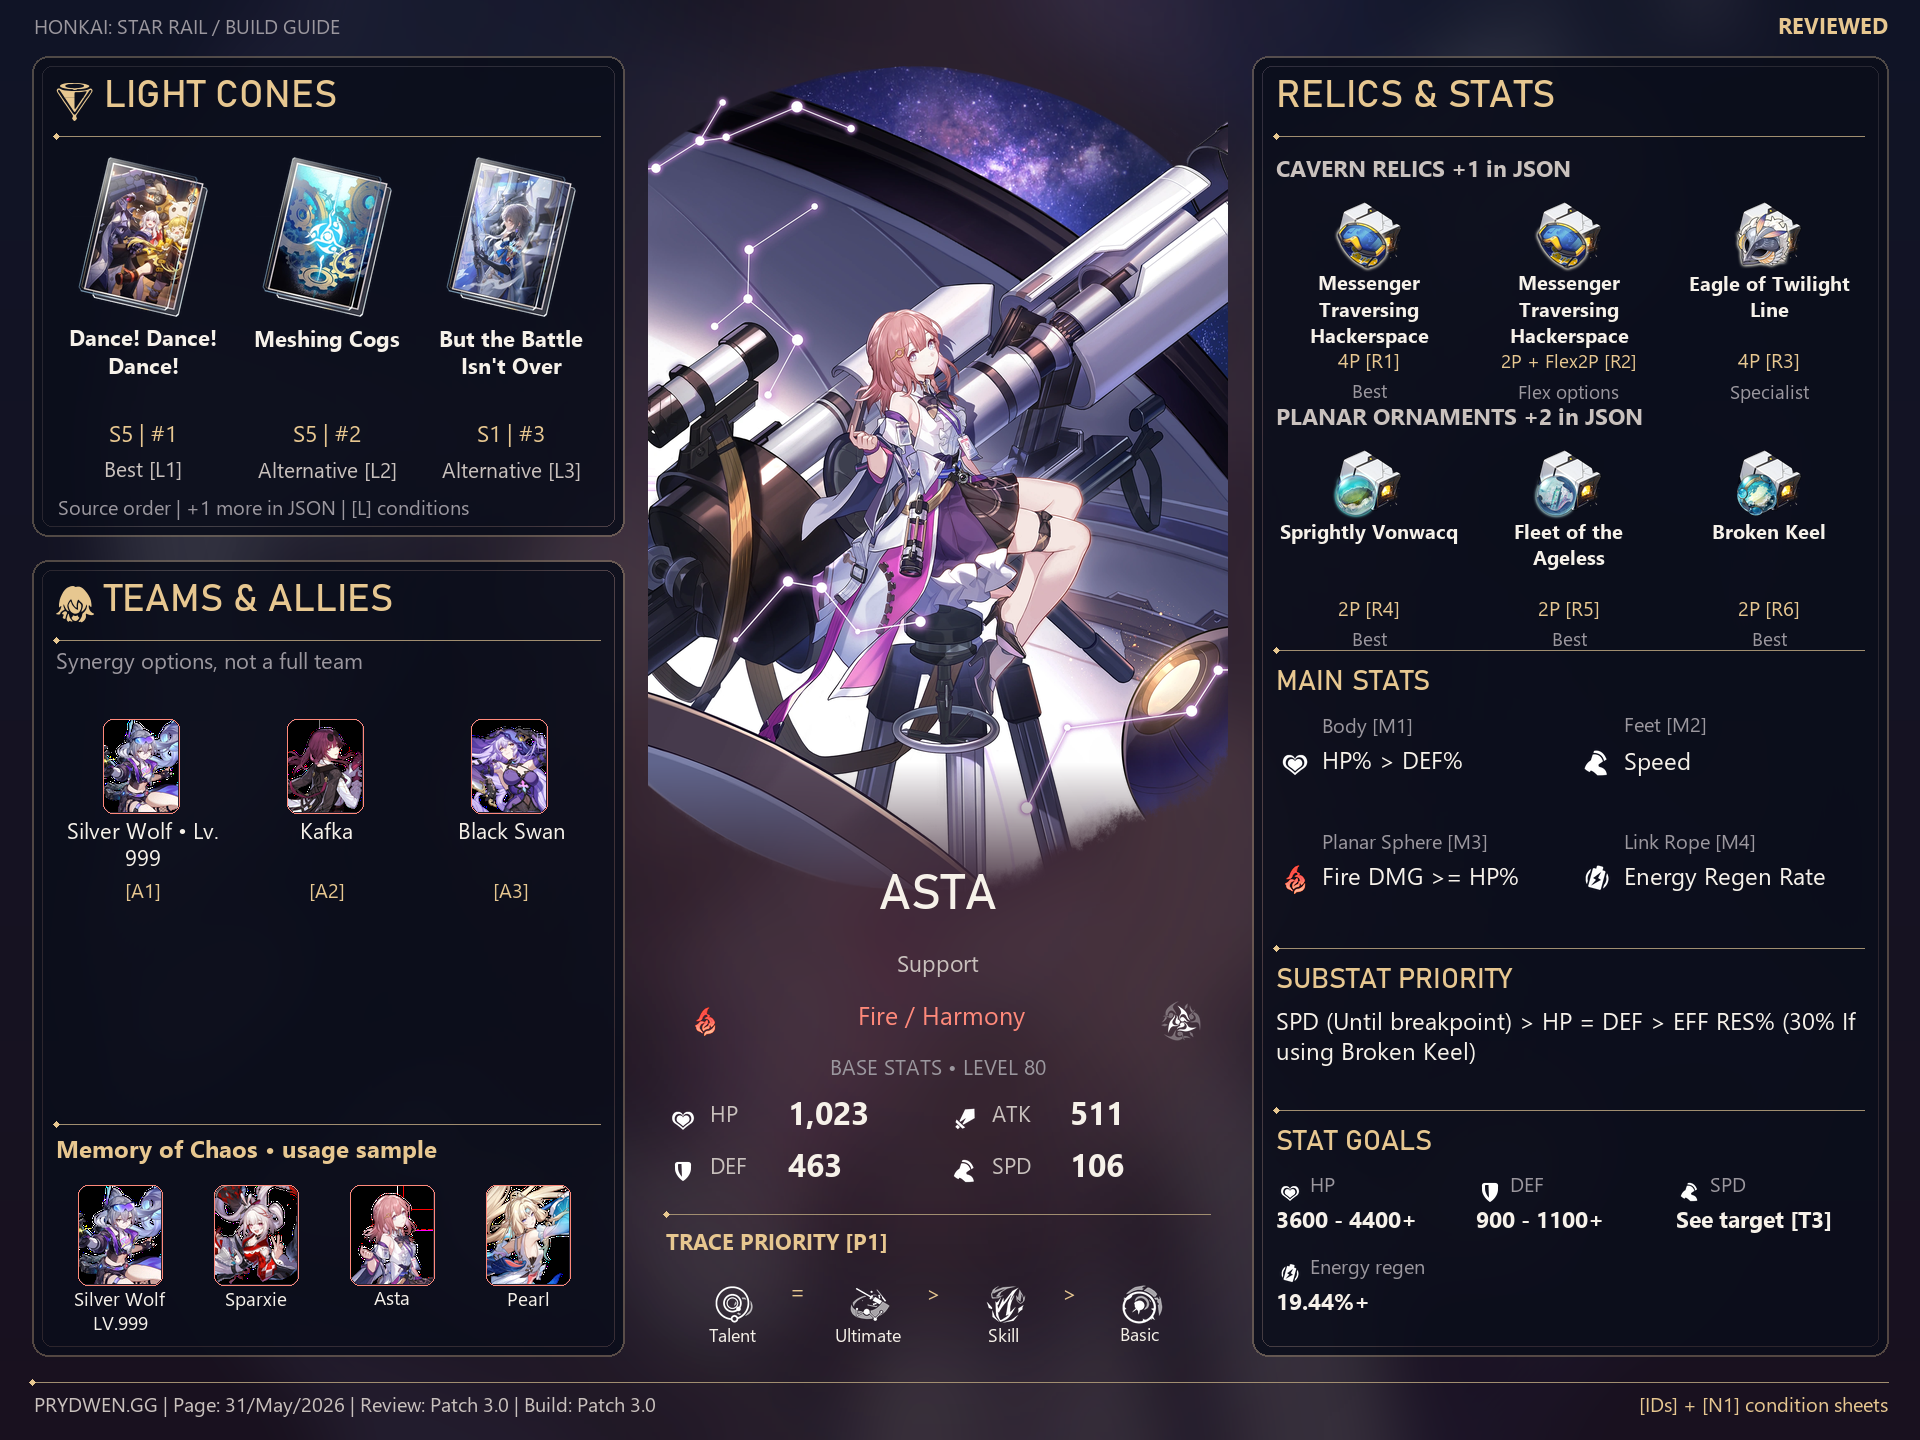 HONKAI: STAR RAIL / BUILD GUIDE
REVIEWED
LIGHT CONES
Dance! Dance!
Dance!
S5 | #1
Best [L1]
Meshing Cogs
S5 | #2
Alternative [L2]
But the Battle
Isn't Over
S1 | #3
Alternative [L3]
Source order | +1 more in JSON | [L] conditions
TEAMS & ALLIES
Synergy options, not a full team
Silver Wolf • Lv.
999
[A1]
Kafka
[A2]
Black Swan
[A3]
Memory of Chaos • usage sample
Silver Wolf
LV.999
Sparxie
Asta
Pearl
ASTA
Support
Fire / Harmony
BASE STATS • LEVEL 80
HP 1,023
ATK 511
DEF 463
SPD 106
TRACE PRIORITY [P1]
= > >
Talent Ultimate Skill Basic
RELICS & STATS
CAVERN RELICS +1 in JSON
Messenger
Traversing
Hackerspace
4P [R1]
Best
Messenger
Traversing
Hackerspace
2P + Flex2P [R2]
Flex options
Eagle of Twilight
Line
4P [R3]
Specialist
PLANAR ORNAMENTS +2 in JSON
Sprightly Vonwacq
2P [R4]
Best
Fleet of the
Ageless
2P [R5]
Best
Broken Keel
2P [R6]
Best
MAIN STATS
Body [M1]
HP% > DEF%
Feet [M2]
Speed
Planar Sphere [M3]
Fire DMG >= HP%
Link Rope [M4]
Energy Regen Rate
SUBSTAT PRIORITY
SPD (Until breakpoint) > HP = DEF > EFF RES% (30% If
using Broken Keel)
STAT GOALS
HP
3600 - 4400+
DEF
900 - 1100+
SPD
See target [T3]
Energy regen
19.44%+
PRYDWEN.GG | Page: 31/May/2026 | Review: Patch 3.0 | Build: Patch 3.0
[IDs] + [N1] condition sheets